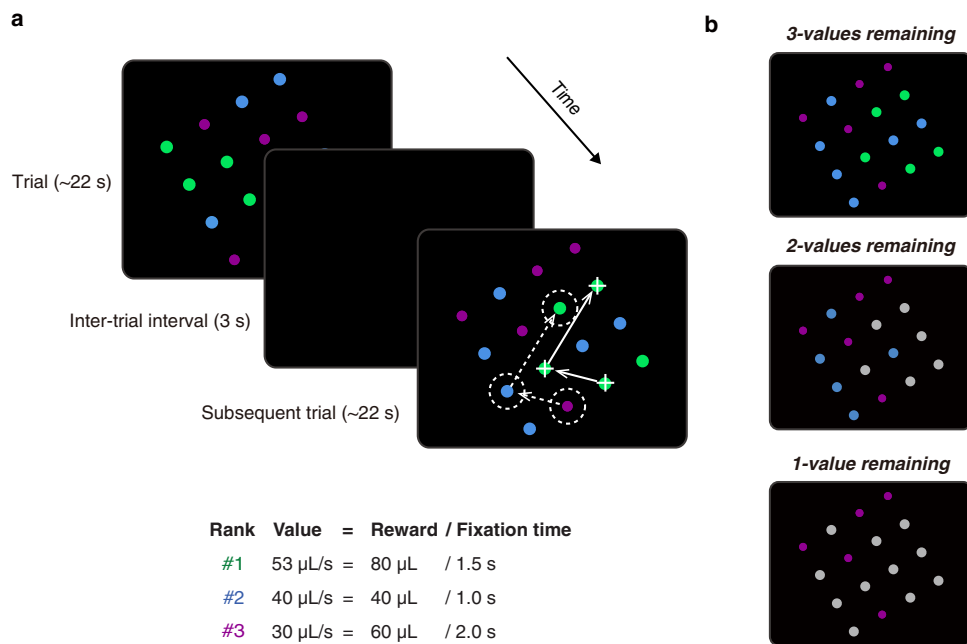 a
b
3-values remaining
Time
Trial (~22 s)
2-values remaining
Inter-trial interval (3 s)
Subsequent trial (~22 s)
1-value remaining
Rank Value = Reward / Fixation time
#1 53 µL/s = 80 µL / 1.5 s
#2 40 µL/s = 40 µL / 1.0 s
#3 30 µL/s = 60 µL / 2.0 s